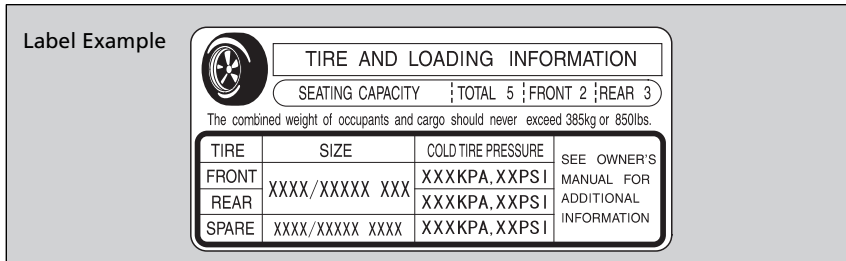 Label Example
TIRE AND LOADING INFORMATION
SEATING CAPACITY TOTAL 5 FRONT 2 REAR 3
The combined weight of occupants and cargo should never exceed 385kg or 850lbs.
TIRE SIZE COLD TIRE PRESSURE SEE OWNER'S MANUAL FOR ADDITIONAL INFORMATION
FRONT XXXX/XXXXX XXX XXXKPA,XXPSI
REAR XXXKPA,XXPSI
SPARE XXXX/XXXXX XXXX XXXKPA,XXPSI